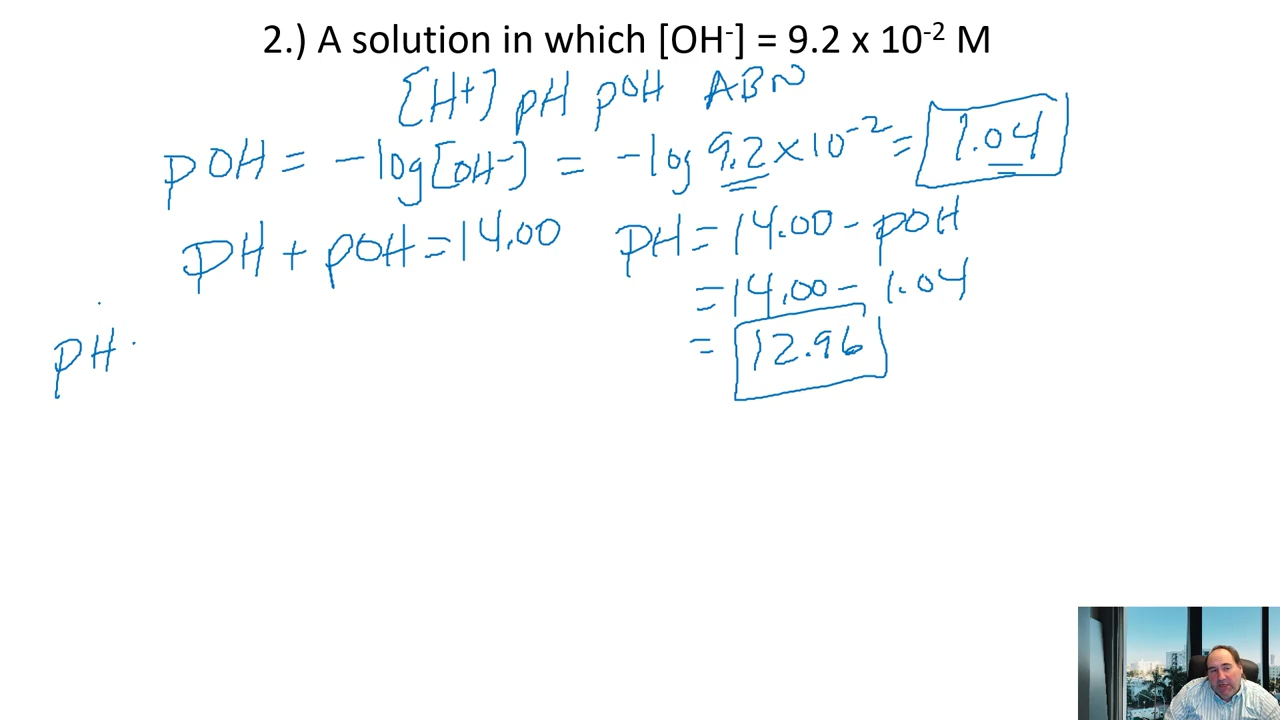 2.) A solution in which [OH⁻] = 9.2 x 10⁻² M
[H⁺] pH pOH ABN
pOH = -log[OH⁻] = -log 9.2 x 10⁻² = 1.04
pH + pOH = 14.00 pH = 14.00 - pOH
= 14.00 - 1.04
= 12.96
pH